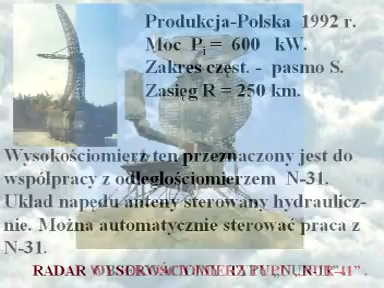 Produkcja-Polska 1992 r.
Moc Pi = 600 kW.
Zakres częst. - pasmo S.
Zasięg R = 250 km.
Wysokościomierz ten przeznaczony jest do
współpracy z odległościomierzem N-31.
Układ napędu anteny sterowany hydraulicz-
nie. Można automatycznie sterować praca z
N-31.
RADAR